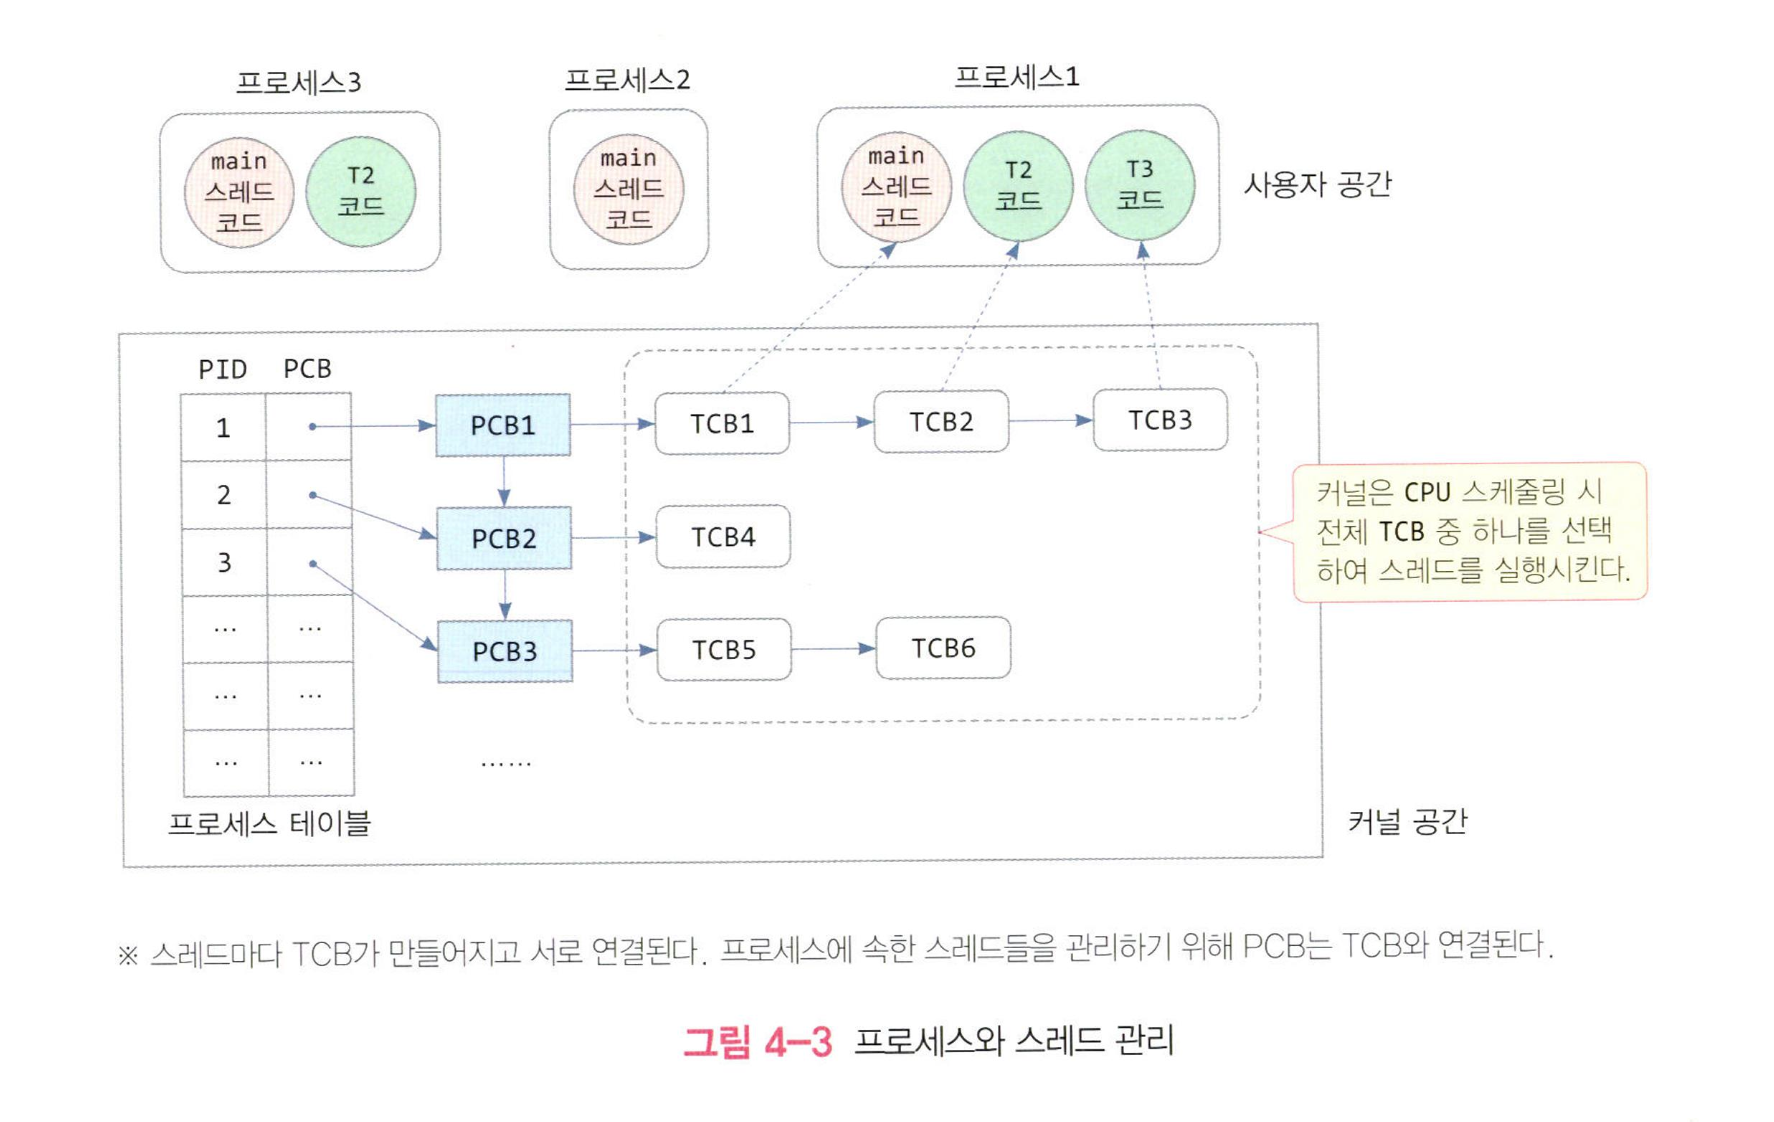 프로세스3
프로세스2
프로세스1
main
스레드
코드
T2
코드
main
스레드
코드
main
스레드
코드
T2
코드
T3
코드
사용자 공간
PID PCB
1
2
3
... ...
... ...
... ...
프로세스 테이블
PCB1
TCB1
TCB2
TCB3
PCB2
TCB4
PCB3
TCB5
TCB6
......
커널은 CPU 스케줄링 시
전체 TCB 중 하나를 선택
하여 스레드를 실행시킨다.
커널 공간
※ 스레드마다 TCB가 만들어지고 서로 연결된다. 프로세스에 속한 스레드들을 관리하기 위해 PCB는 TCB와 연결된다.
그림 4-3 프로세스와 스레드 관리